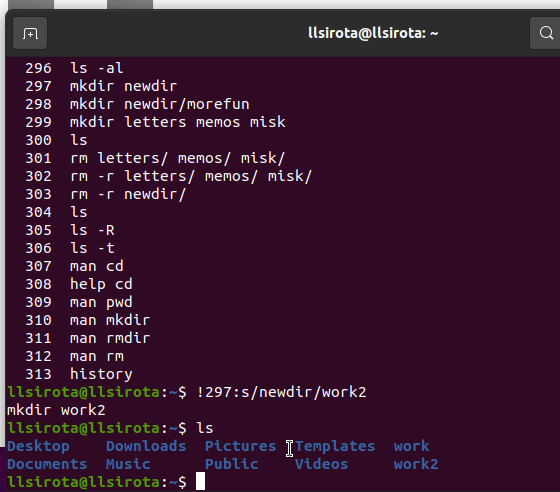 llsirota@llsirota: ~
296  ls -al
297  mkdir newdir
298  mkdir newdir/morefun
299  mkdir letters memos misk
300  ls
301  rm letters/ memos/ misk/
302  rm -r letters/ memos/ misk/
303  rm -r newdir/
304  ls
305  ls -R
306  ls -t
307  man cd
308  help cd
309  man pwd
310  man mkdir
311  man rmdir
312  man rm
313  history
llsirota@llsirota:~$ !297:s/newdir/work2
mkdir work2
llsirota@llsirota:~$ ls
Desktop    Downloads  Pictures  Templates  work
Documents  Music      Public    Videos     work2
llsirota@llsirota:~$